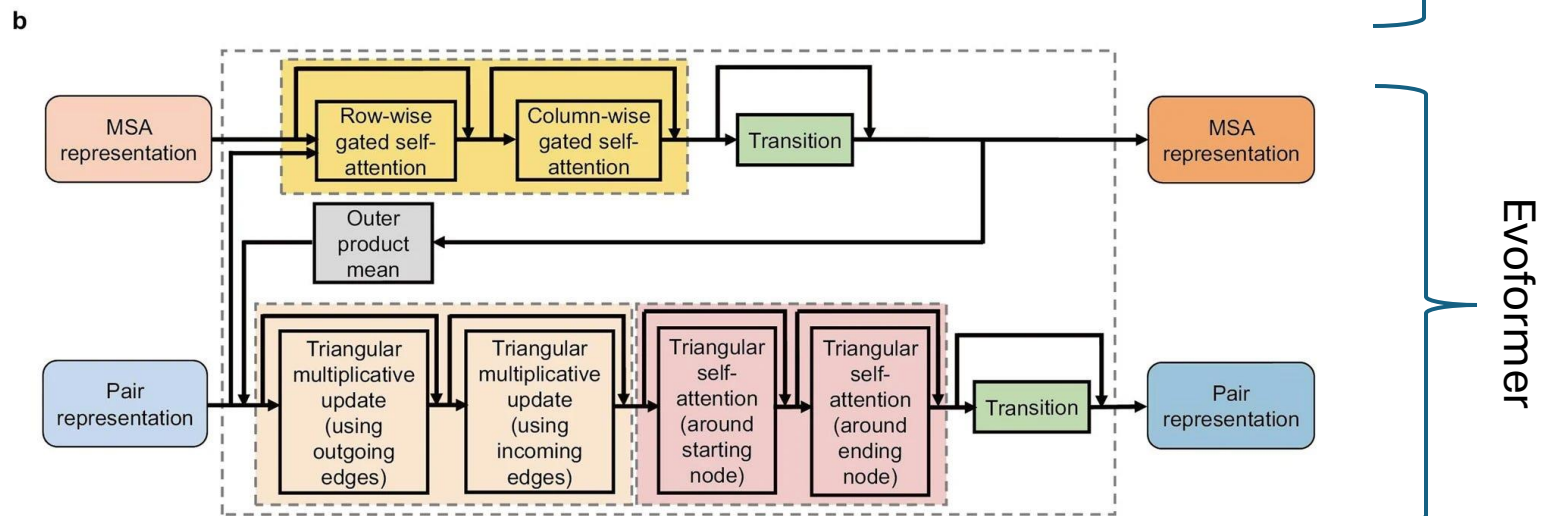 b
MSA
representation
Row-wise
gated self-
attention
Column-wise
gated self-
attention
Transition
MSA
representation
Outer
product
mean
Pair
representation
Triangular
multiplicative
update
(using
outgoing
edges)
Triangular
multiplicative
update
(using
incoming
edges)
Triangular
self-
attention
(around
starting
node)
Triangular
self-
attention
(around
ending
node)
Transition
Pair
representation
Evoformer